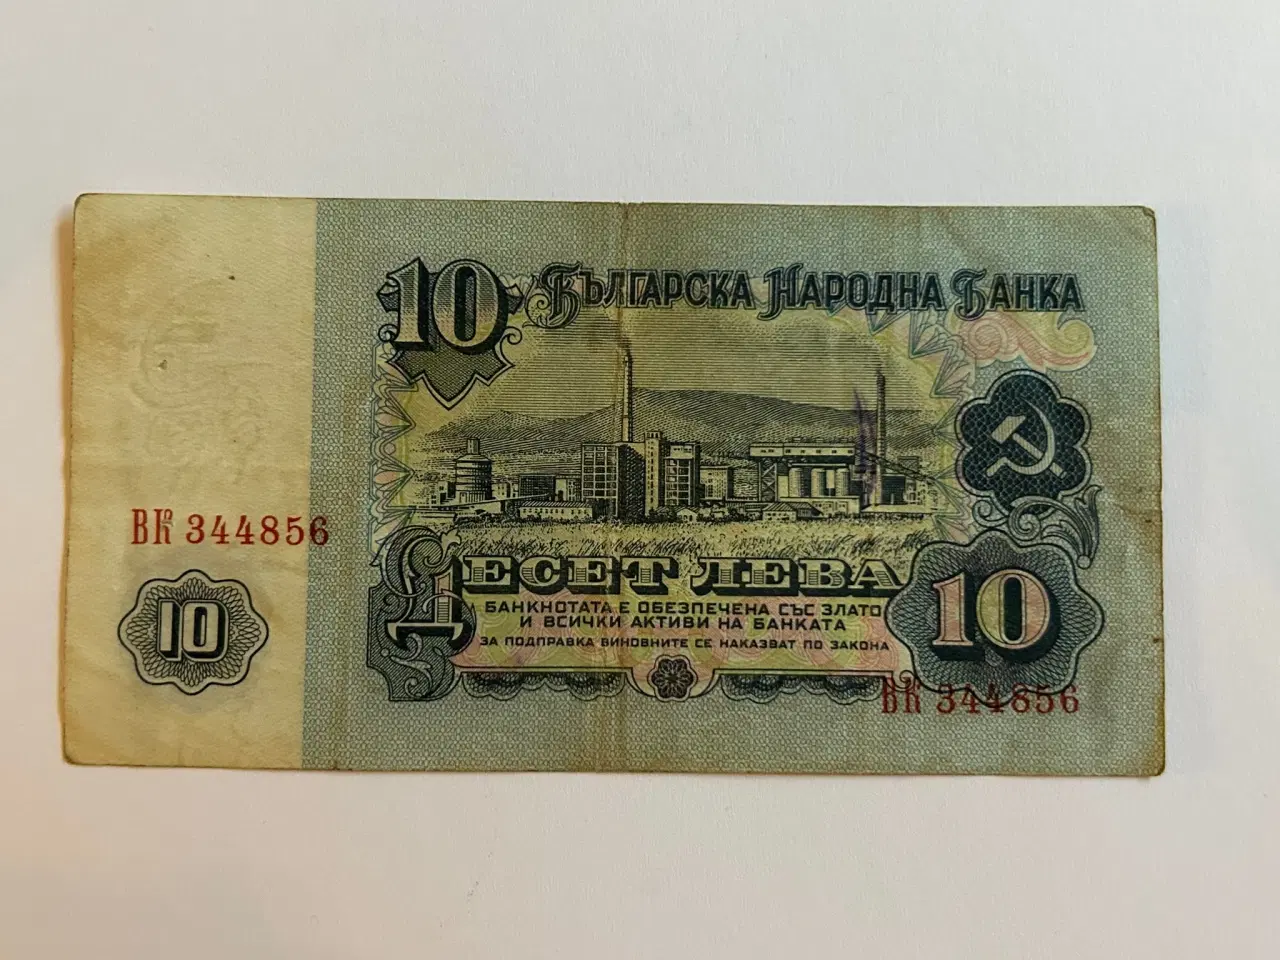 10 БЪЛГАРСКА НАРОДНА БАНКА
ВК 344856
10
ДЕСЕТ ЛЕВА
БАНКНОТАТА Е ОБЕЗПЕЧЕНА СЪС ЗЛАТО
И ВСИЧКИ АКТИВИ НА БАНКАТА
ЗА ПОДПРАВКА ВИНОВНИТЕ СЕ НАКАЗВАТ ПО ЗАКОНА
10
ВК 344856